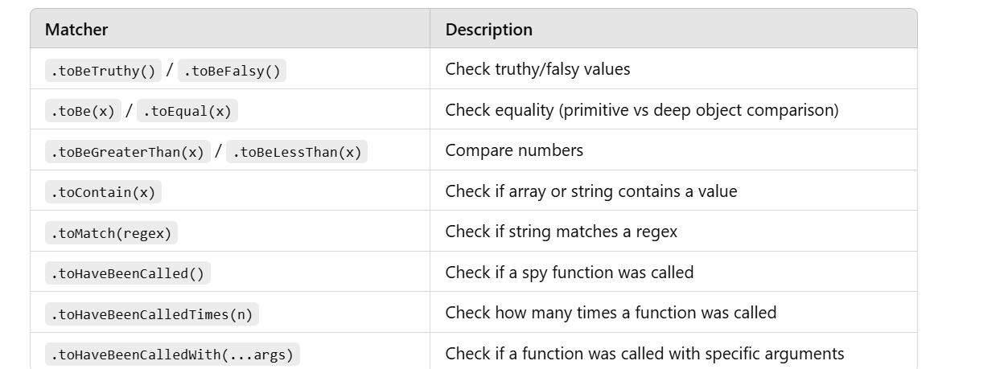 Matcher Description
.toBeTruthy() / .toBeFalsy() Check truthy/falsy values
.toBe(x) / .toEqual(x) Check equality (primitive vs deep object comparison)
.toBeGreaterThan(x) / .toBeLessThan(x) Compare numbers
.toContain(x) Check if array or string contains a value
.toMatch(regex) Check if string matches a regex
.toHaveBeenCalled() Check if a spy function was called
.toHaveBeenCalledTimes(n) Check how many times a function was called
.toHaveBeenCalledWith(...args) Check if a function was called with specific arguments